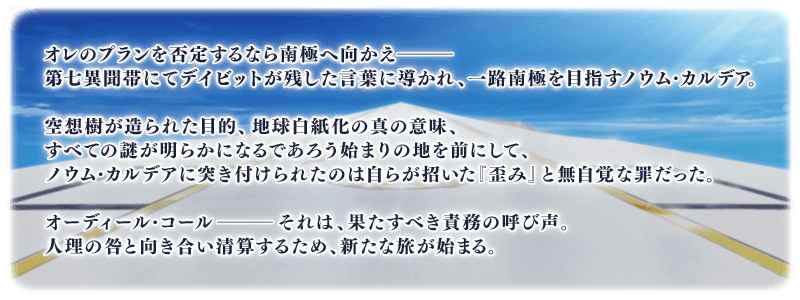 オレのプランを否定するなら南極へ向かえ―――
第七異聞帯にてデイビットが残した言葉に導かれ、一路南極を目指すノウム・カルデア。
空想樹が造られた目的、地球白紙化の真の意味、
すべての謎が明らかになるであろう始まりの地を前にして、
ノウム・カルデアに突き付けられたのは自らが招いた『歪み』と無自覚な罪だった。
オーディール・コール ――― それは、果たすべき責務の呼び声。
人理の咎と向き合い清算するため、新たな旅が始まる。